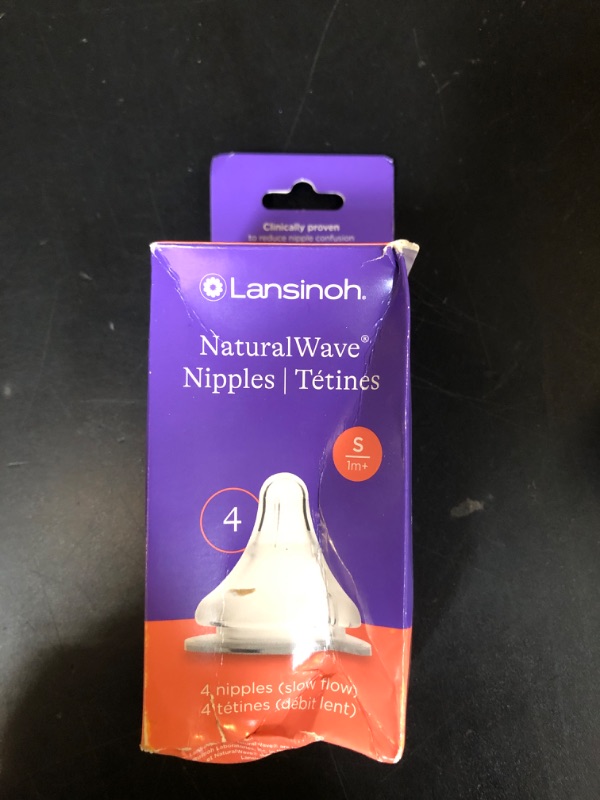 Clinically proven
to reduce nipple confusion
Lansinoh®
NaturalWave®
Nipples | Tétines
S
1m+
4
4 nipples (slow flow)
4 tétines (débit lent)